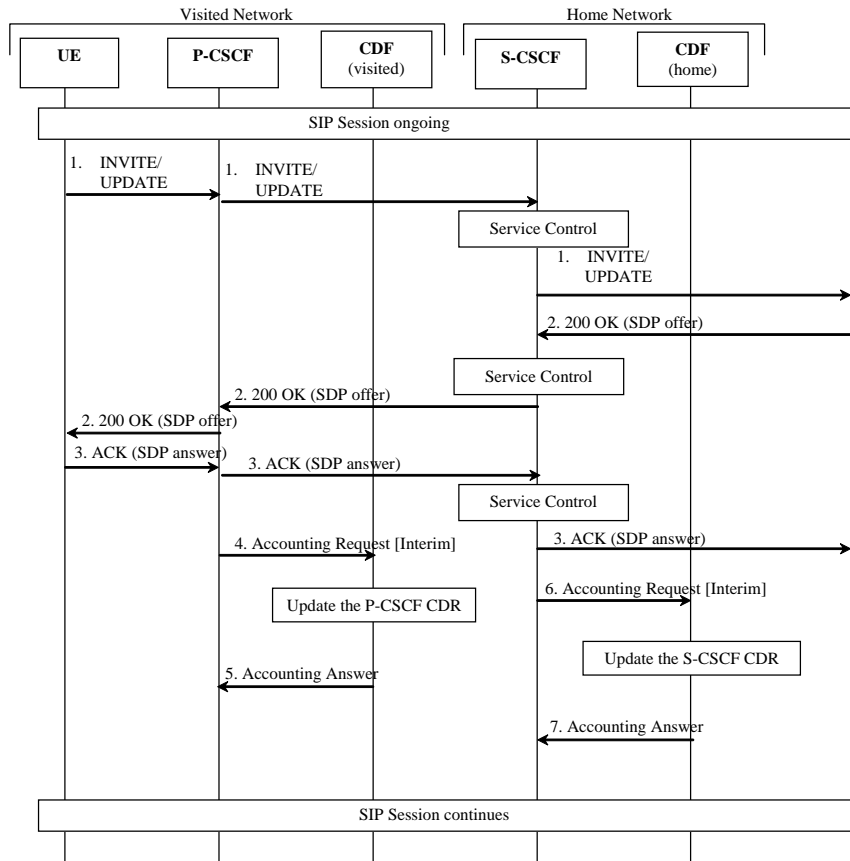 Visited Network
Home Network
UE
P-CSCF
CDF
(visited)
S-CSCF
CDF
(home)
SIP Session ongoing
1. INVITE/
UPDATE
1. INVITE/
UPDATE
Service Control
1. INVITE/
UPDATE
2. 200 OK (SDP offer)
Service Control
2. 200 OK (SDP offer)
2. 200 OK (SDP offer)
3. ACK (SDP answer)
3. ACK (SDP answer)
Service Control
4. Accounting Request [Interim]
3. ACK (SDP answer)
6. Accounting Request [Interim]
Update the P-CSCF CDR
Update the S-CSCF CDR
5. Accounting Answer
7. Accounting Answer
SIP Session continues